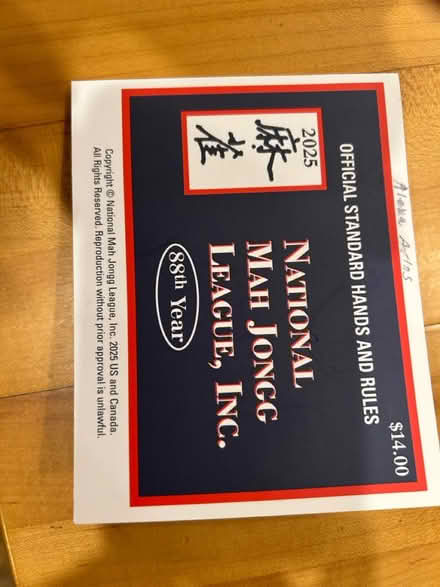 $14.00
OFFICIAL STANDARD HANDS AND RULES
2025
麻雀
NATIONAL
MAH JONGG
LEAGUE, INC.
88th Year
Copyright © National Mah Jongg League, Inc. 2025 US and Canada.
All Rights Reserved. Reproduction without prior approval is unlawful.